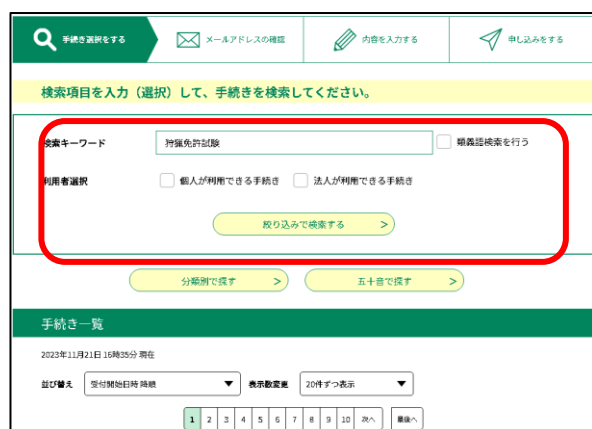 手続き選択をする メールアドレスの確認 内容を入力する 申し込みをする
検索項目を入力（選択）して、手続きを検索してください。
検索キーワード 狩猟免許試験 類義語検索を行う
利用者選択 個人が利用できる手続き 法人が利用できる手続き
絞り込みで検索する >
分類別で探す > 五十音で探す >
手続き一覧
2023年11月21日 16時35分 現在
並び替え 受付開始日時 降順 ▼ 表示数変更 20件ずつ表示 ▼
1 2 3 4 5 6 7 8 9 10 次へ 最後へ